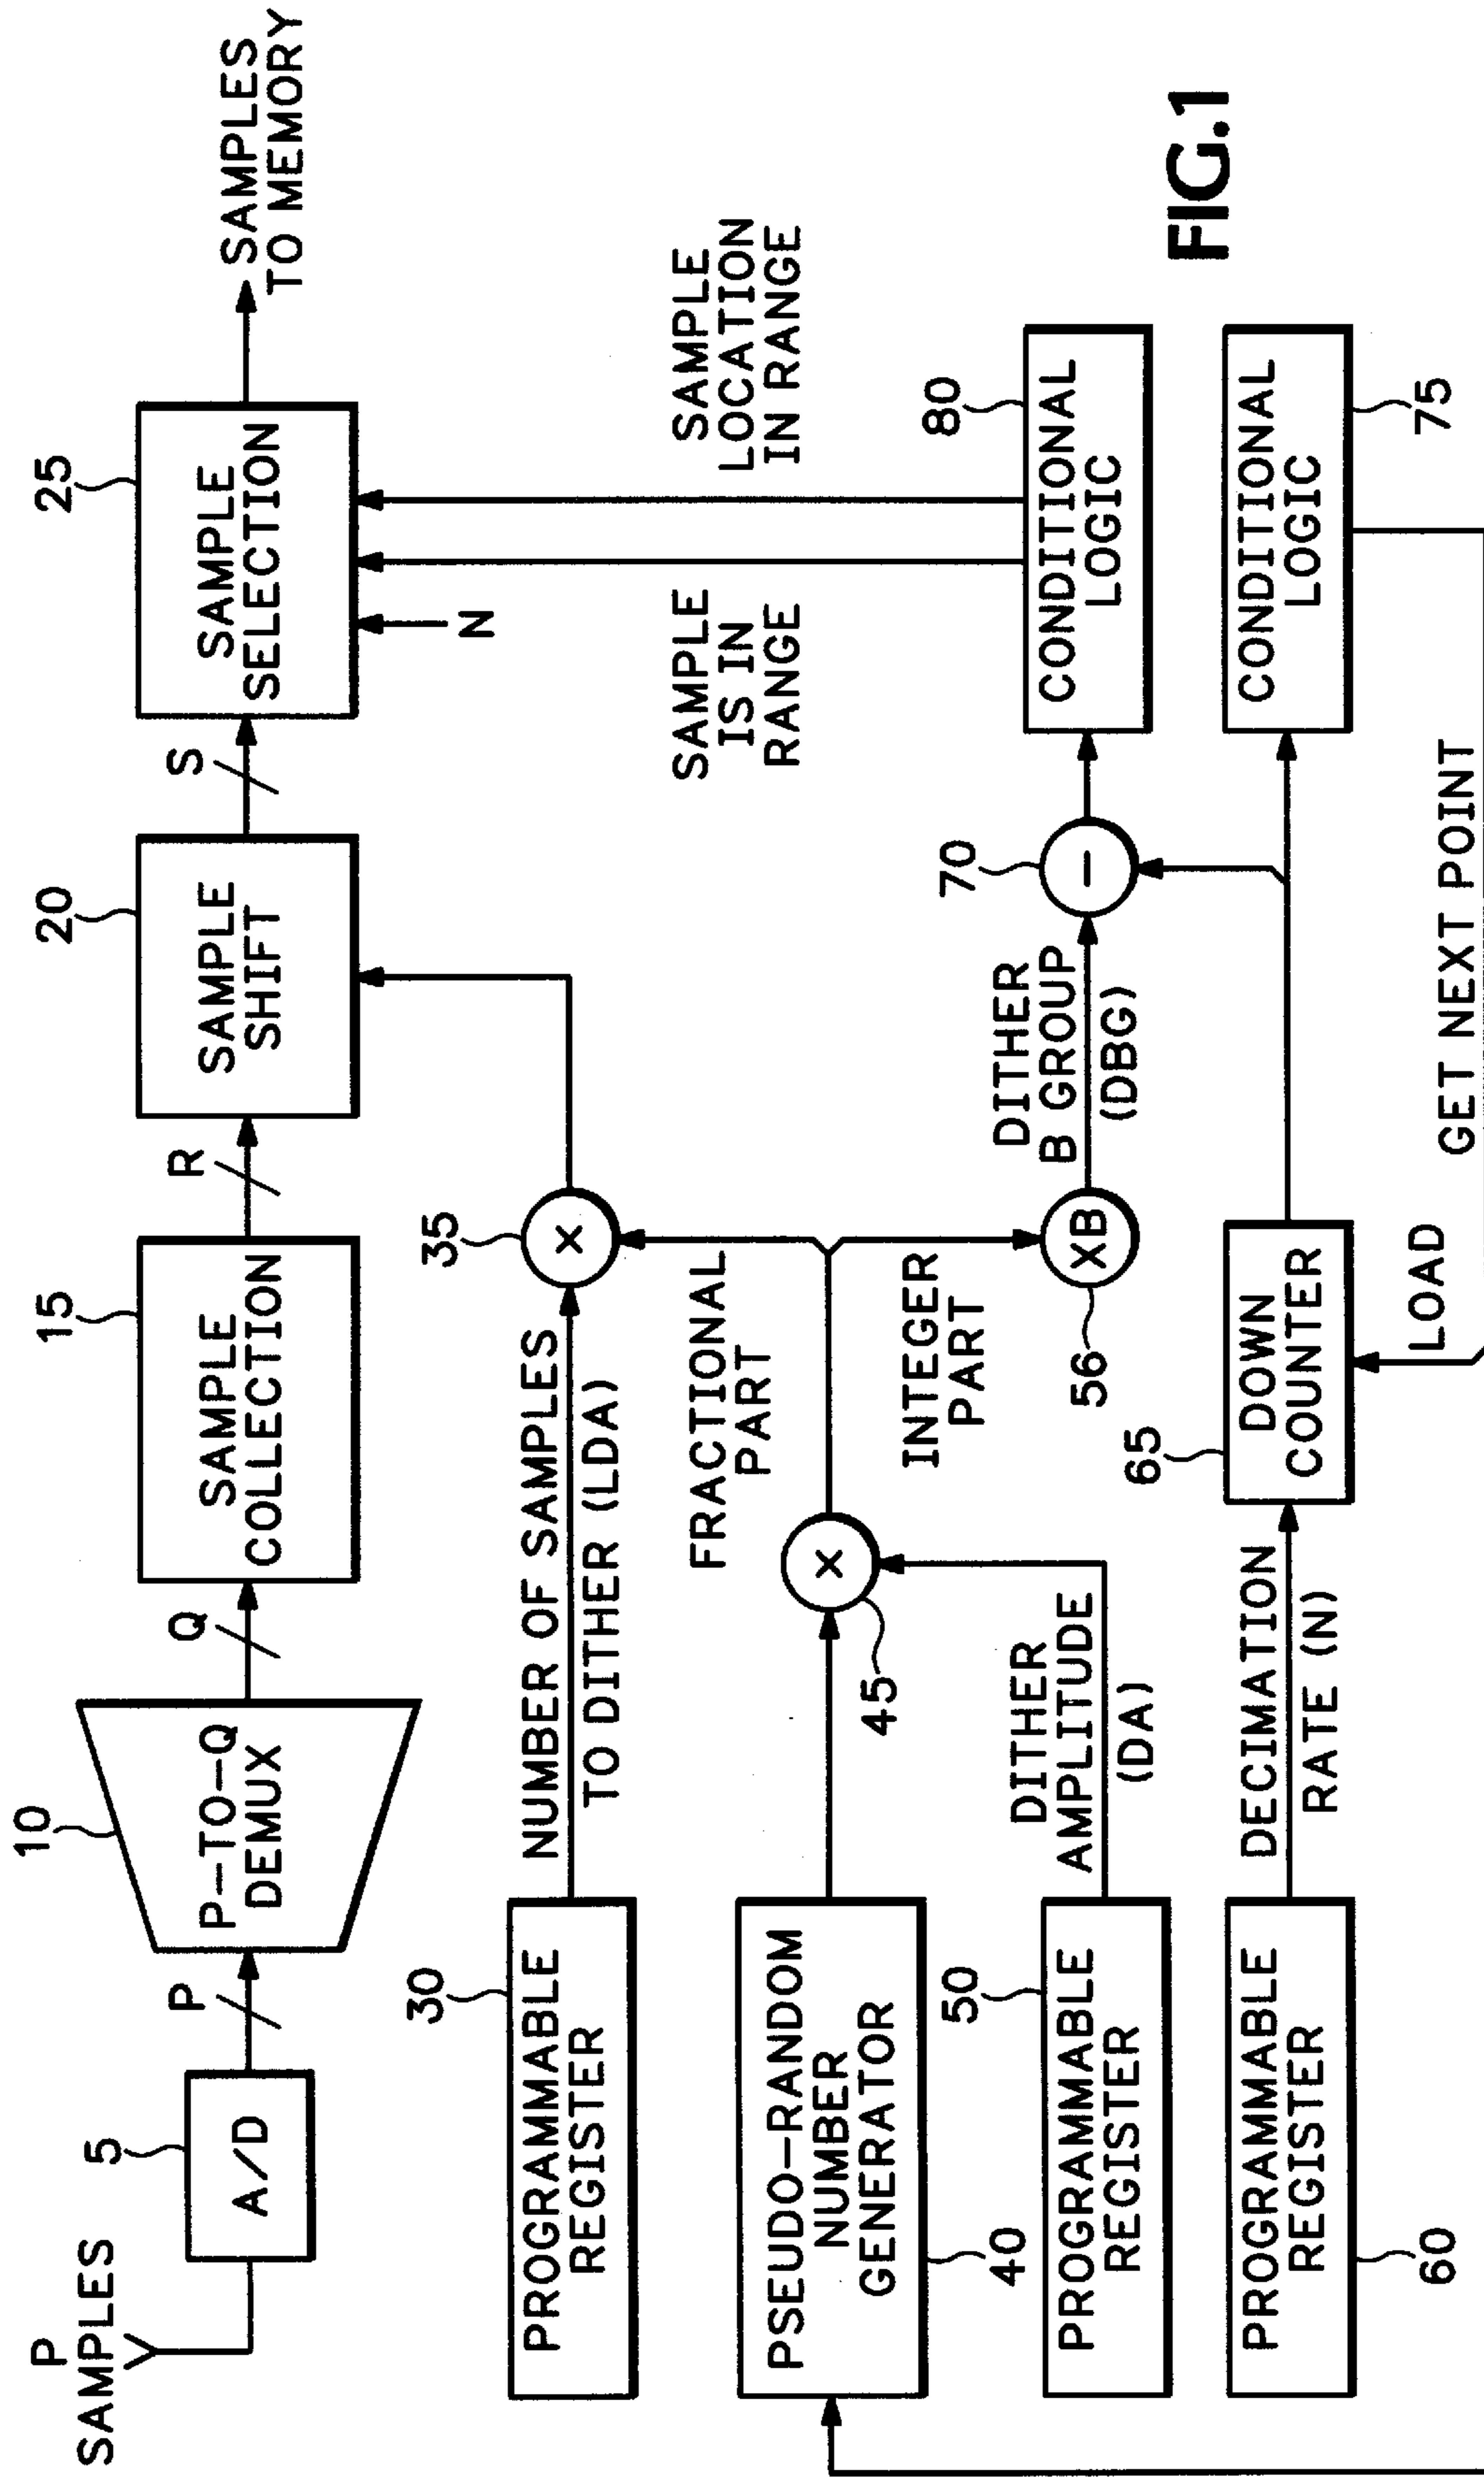 P
SAMPLES
5
A/D
P
10
P-TO-Q
DEMUX
Q
15
SAMPLE
COLLECTION
R
20
SAMPLE
SHIFT
S
25
SAMPLE
SELECTION
SAMPLES
TO MEMORY
N
SAMPLE
IS IN
RANGE
SAMPLE
LOCATION
IN RANGE
30
PROGRAMMABLE
REGISTER
NUMBER OF SAMPLES
TO DITHER (LDA)
35
X
FRACTIONAL
PART
PSEUDO-RANDOM
NUMBER
GENERATOR
40
X
45
INTEGER
PART
50
PROGRAMMABLE
REGISTER
DITHER
AMPLITUDE
(DA)
XB
56
DITHER
B GROUP
(DBG)
70
−
80
CONDITIONAL
LOGIC
PROGRAMMABLE
REGISTER
60
DECIMATION
RATE (N)
65
DOWN
COUNTER
LOAD
GET NEXT POINT
CONDITIONAL
LOGIC
75
FIG.1